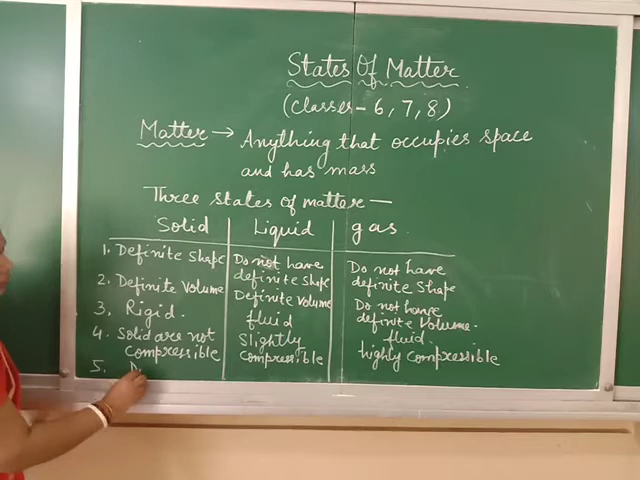 States Of Matter
(Classes - 6, 7, 8)
Matter → Anything that occupies space
and has mass
Three states of matter —
Solid Liquid gas
1. Definite Shape
2. Definite Volume
3. Rigid.
4. Solid are not
compressible
5.
Do not have
definite shape
Definite volume
fluid
Slightly
compressible
Do not have
definite Shape
Do not have
definite Volume.
fluid.
highly compressible